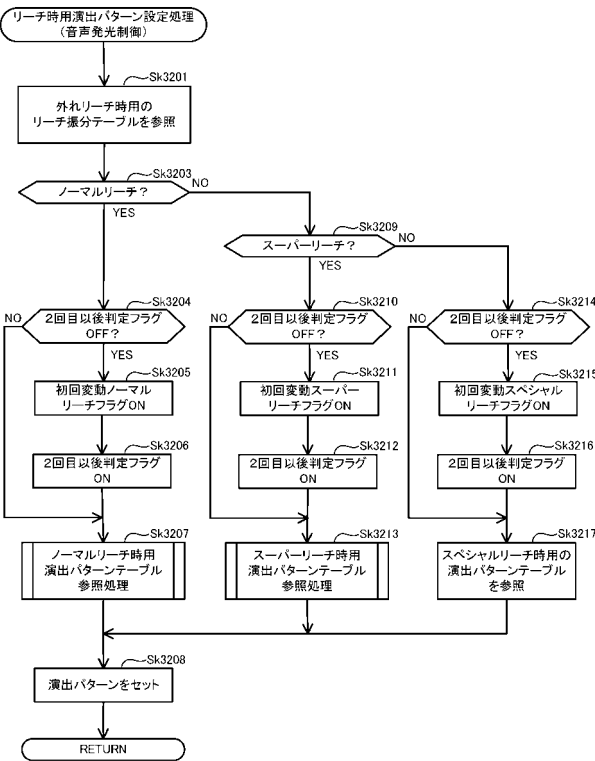 リーチ時用演出パターン設定処理
(音声発光制御)
Sk3201
外れリーチ時用の
リーチ振分テーブルを参照
Sk3203
ノーマルリーチ？
NO
YES
Sk3209
スーパーリーチ？
NO
YES
Sk3204
NO
2回目以後判定フラグ
OFF？
YES
Sk3205
初回変動ノーマル
リーチフラグON
Sk3206
2回目以後判定フラグ
ON
Sk3207
ノーマルリーチ時用
演出パターンテーブル
参照処理
Sk3210
NO
2回目以後判定フラグ
OFF？
YES
Sk3211
初回変動スーパー
リーチフラグON
Sk3212
2回目以後判定フラグ
ON
Sk3213
スーパーリーチ時用
演出パターンテーブル
参照処理
Sk3214
NO
2回目以後判定フラグ
OFF？
YES
Sk3215
初回変動スペシャル
リーチフラグON
Sk3216
2回目以後判定フラグ
ON
Sk3217
スペシャルリーチ時用の
演出パターンテーブル
を参照
Sk3208
演出パターンをセット
RETURN